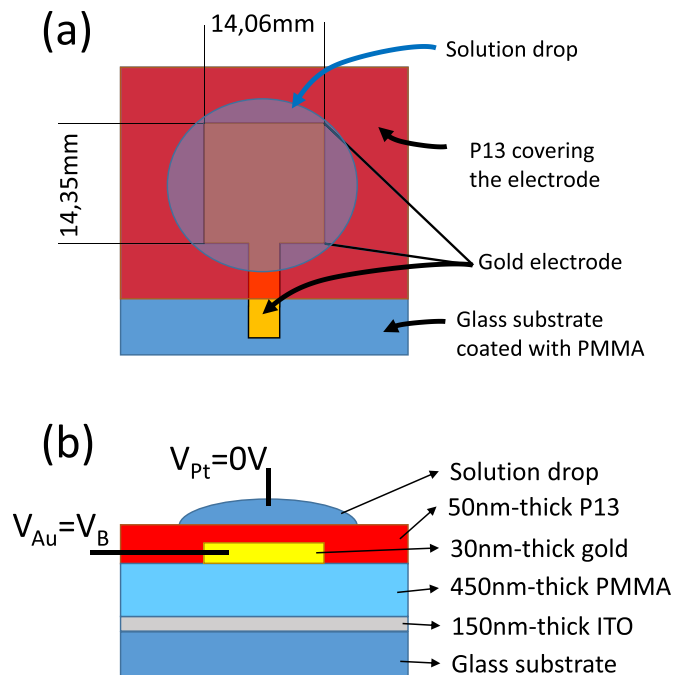 (a)
14,06mm
Solution drop
P13 covering
the electrode
14,35mm
Gold electrode
Glass substrate
coated with PMMA
(b)
V_Pt=0V
Solution drop
50nm-thick P13
V_Au=V_B
30nm-thick gold
450nm-thick PMMA
150nm-thick ITO
Glass substrate